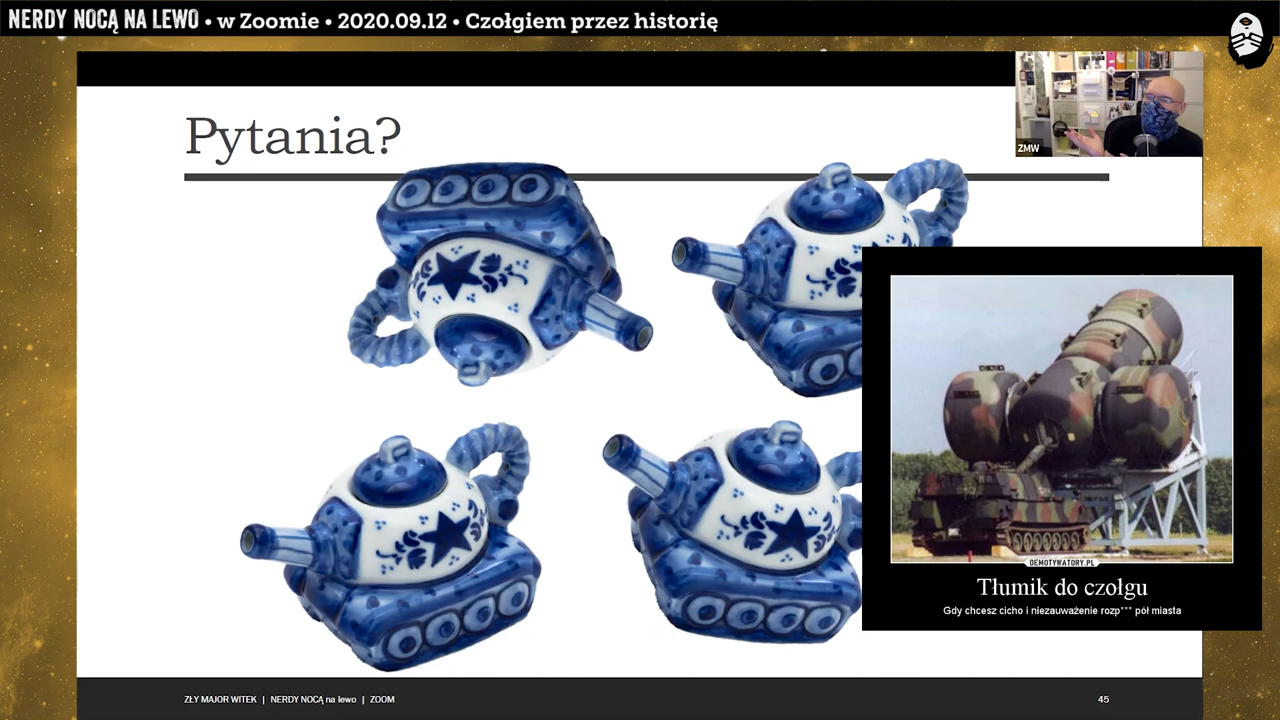 NERDY NOCĄ NA LEWO • w Zoomie • 2020.09.12 • Czołgiem przez historię
Pytania?
ZMW
DEMOTYWATORY.PL
Tłumik do czołgu
Gdy chcesz cicho i niezauważenie rozp*** pół miasta
ZŁY MAJOR WITEK | NERDY NOCĄ na lewo | ZOOM
45